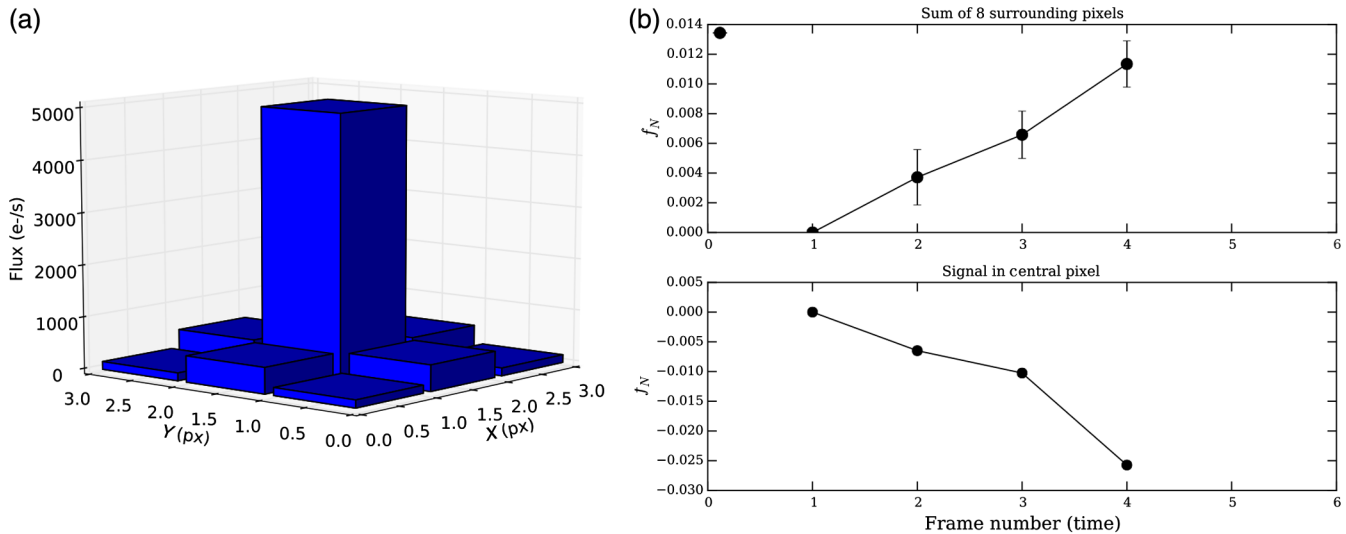 (a)
Flux (e-/s)
5000
4000
3000
2000
1000
0
3.0 2.5 2.0 1.5 1.0 0.5 0.0
Y (px)
0.0 0.5 1.0 1.5 2.0 2.5 3.0
X (px)
(b)
Sum of 8 surrounding pixels
f_N
0.014
0.012
0.010
0.008
0.006
0.004
0.002
0.000
0 1 2 3 4 5 6
Signal in central pixel
f_N
0.005
0.000
−0.005
−0.010
−0.015
−0.020
−0.025
−0.030
0 1 2 3 4 5 6
Frame number (time)